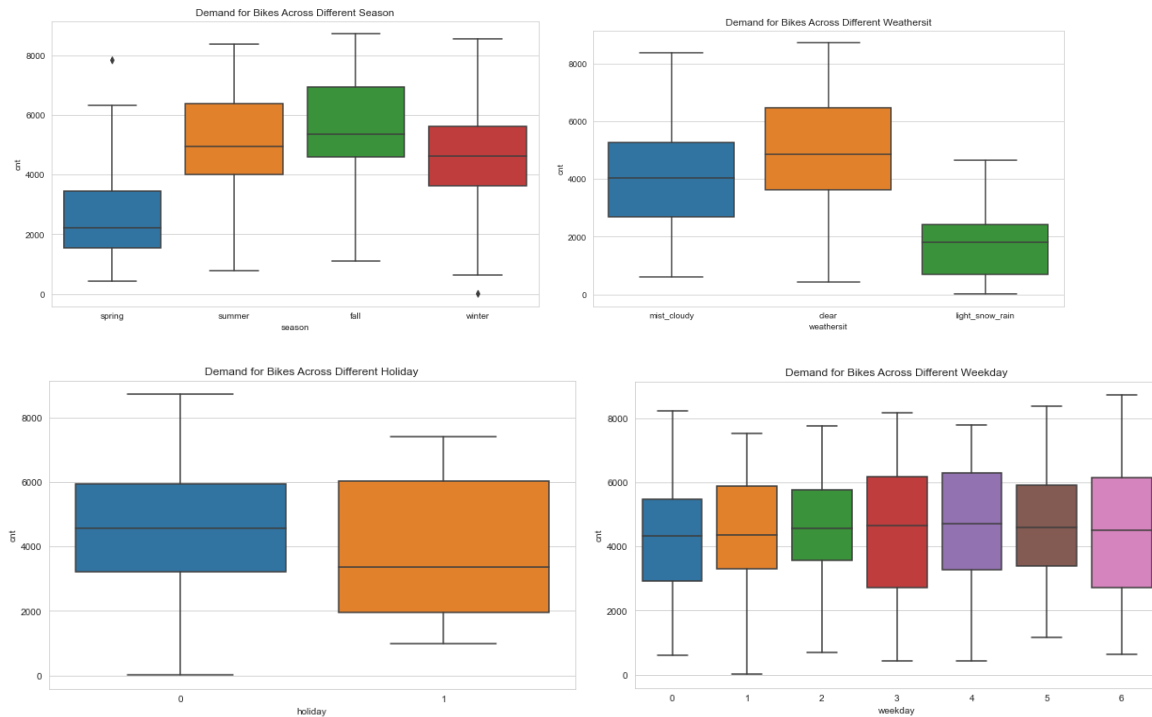 Demand for Bikes Across Different Season
8000
6000
4000
2000
0
cnt
spring summer fall winter
season
Demand for Bikes Across Different Weathersit
8000
6000
4000
2000
0
cnt
mist_cloudy clear light_snow_rain
weathersit
Demand for Bikes Across Different Holiday
8000
6000
4000
2000
0
cnt
0 1
holiday
Demand for Bikes Across Different Weekday
8000
6000
4000
2000
0
cnt
0 1 2 3 4 5 6
weekday